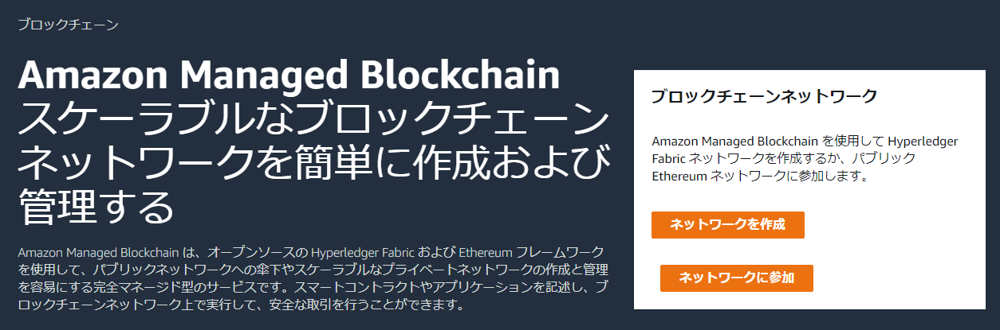 ブロックチェーン
Amazon Managed Blockchain
スケーラブルなブロックチェーン
ネットワークを簡単に作成および
管理する
Amazon Managed Blockchain は、オープンソースの Hyperledger Fabric および Ethereum フレームワーク
を使用して、パブリックネットワークへの傘下やスケーラブルなプライベートネットワークの作成と管理
を容易にする完全マネージド型のサービスです。スマートコントラクトやアプリケーションを記述し、ブ
ロックチェーンネットワーク上で実行して、安全な取引を行うことができます。
ブロックチェーンネットワーク
Amazon Managed Blockchain を使用して Hyperledger
Fabric ネットワークを作成するか、パブリック
Ethereum ネットワークに参加します。
ネットワークを作成
ネットワークに参加